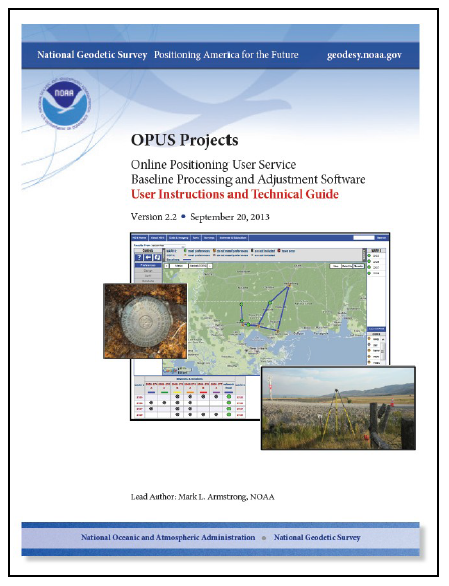 National Geodetic Survey Positioning America for the Future geodesy.noaa.gov
NOAA
OPUS Projects
Online Positioning User Service
Baseline Processing and Adjustment Software
User Instructions and Technical Guide
Version 2.2 • September 20, 2013
Lead Author: Mark L. Armstrong, NOAA
National Oceanic and Atmospheric Administration • National Geodetic Survey